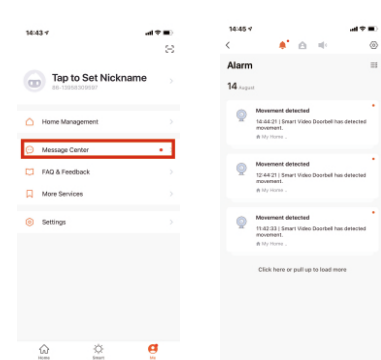 14:43
Tap to Set Nickname
Home Management
Message Center
FAQ & Feedback
More Services
Settings
Home
Smart
Me
14:45
Alarm
14 August
Movement detected
14:44:21 | Smart Video Doorbell has detected
movement.
My Home ..
Movement detected
12:44:21 | Smart Video Doorbell has detected
movement.
My Home ..
Movement detected
11:42:33 | Smart Video Doorbell has detected
movement.
My Home ..
Click here or pull up to load more